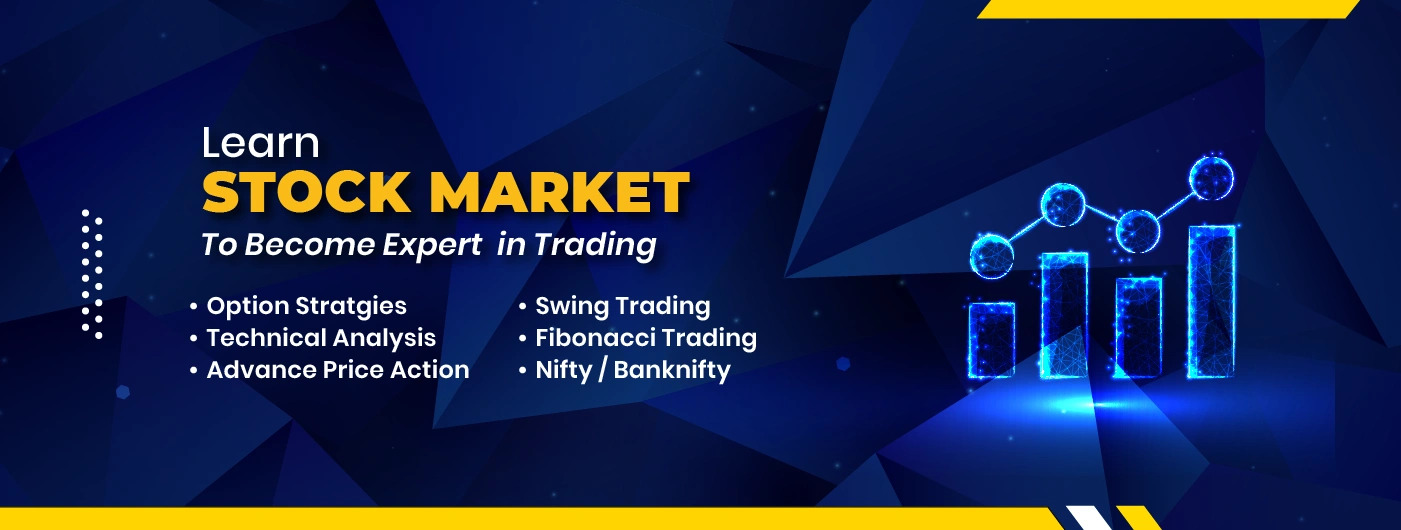 Learn
STOCK MARKET
To Become Expert in Trading
• Option Stratgies
• Technical Analysis
• Advance Price Action
• Swing Trading
• Fibonacci Trading
• Nifty / Banknifty